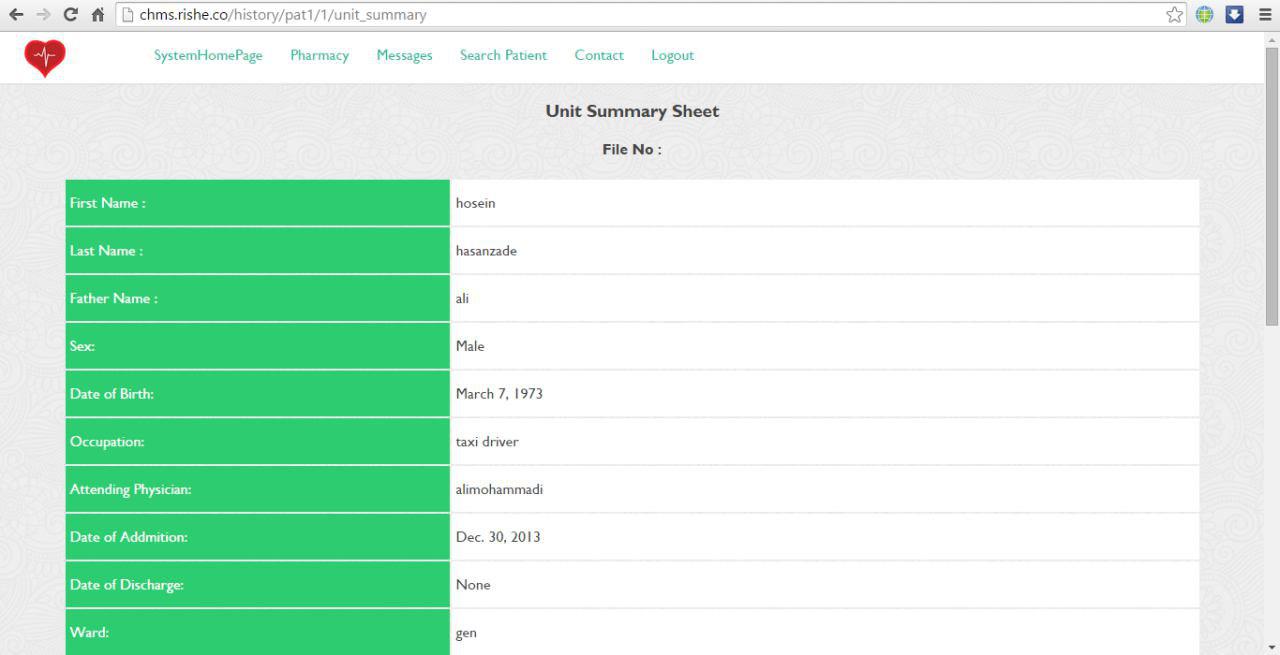 chms.rishe.co/history/pat1/1/unit_summary
SystemHomePage Pharmacy Messages Search Patient Contact Logout
Unit Summary Sheet
File No :
First Name : hosein
Last Name : hasanzade
Father Name : ali
Sex: Male
Date of Birth: March 7, 1973
Occupation: taxi driver
Attending Physician: alimohammadi
Date of Addmition: Dec. 30, 2013
Date of Discharge: None
Ward: gen